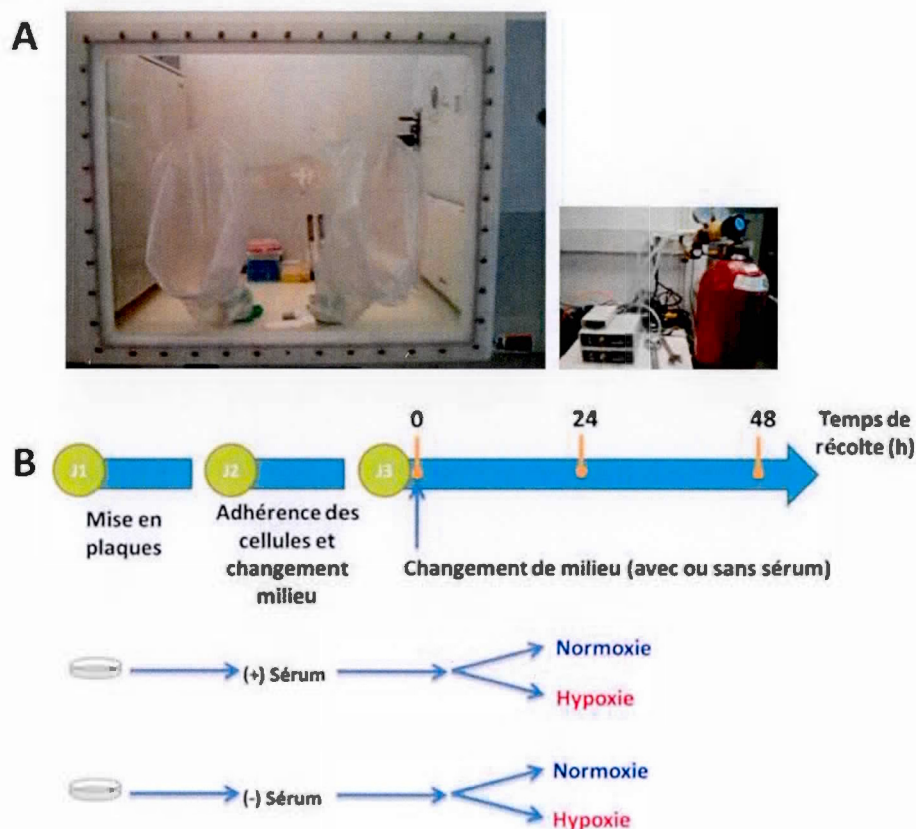 A
B
J1
J2
J3
0
24
48
Temps de
récolte (h)
Mise en
plaques
Adhérence des
cellules et
changement
milieu
Changement de milieu (avec ou sans sérum)
(+) Sérum
Normoxie
Hypoxie
(-) Sérum
Normoxie
Hypoxie